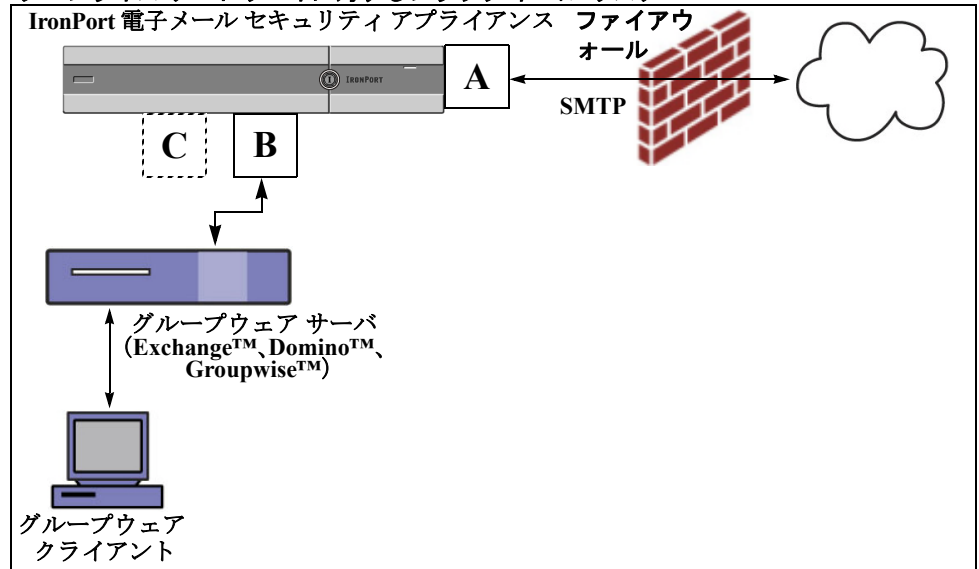 IronPort 電子メール セキュリティ アプライアンス
ファイアウ
ォール
IRONPORT
A
SMTP
C
B
グループウェア サーバ
（Exchange™、Domino™、
Groupwise™）
グループウェア
クライアント